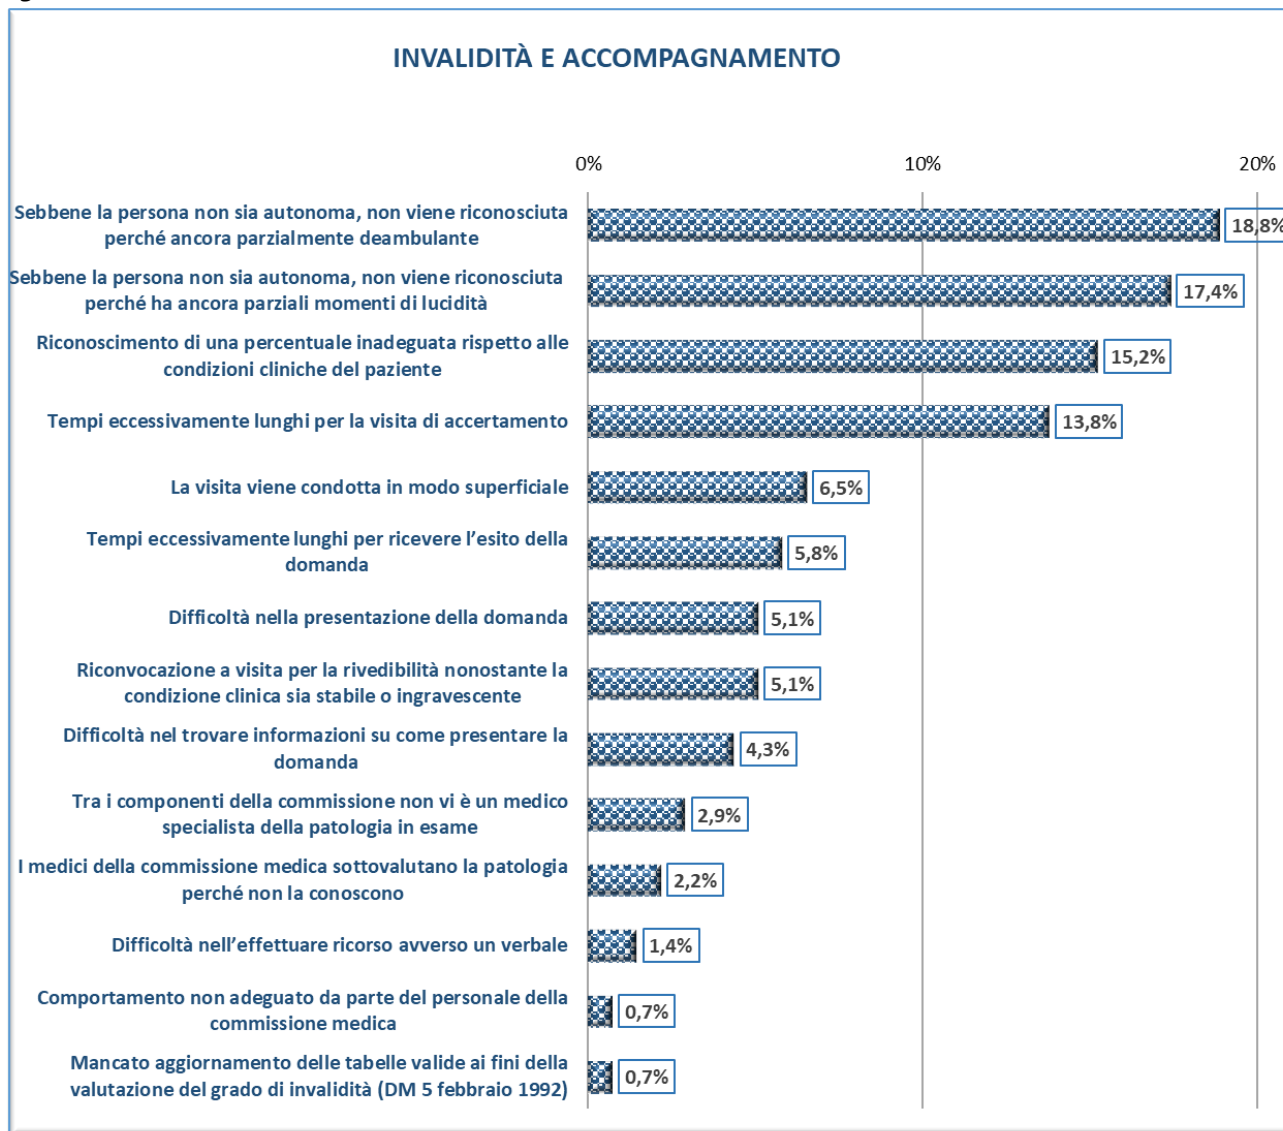 INVALIDITÀ E ACCOMPAGNAMENTO
0%
10%
20%
Sebbene la persona non sia autonoma, non viene riconosciuta
perché ancora parzialmente deambulante
18,8%
Sebbene la persona non sia autonoma, non viene riconosciuta
perché ha ancora parziali momenti di lucidità
17,4%
Riconoscimento di una percentuale inadeguata rispetto alle
condizioni cliniche del paziente
15,2%
Tempi eccessivamente lunghi per la visita di accertamento
13,8%
La visita viene condotta in modo superficiale
6,5%
Tempi eccessivamente lunghi per ricevere l’esito della
domanda
5,8%
Difficoltà nella presentazione della domanda
5,1%
Riconvocazione a visita per la rivedibilità nonostante la
condizione clinica sia stabile o ingravescente
5,1%
Difficoltà nel trovare informazioni su come presentare la
domanda
4,3%
Tra i componenti della commissione non vi è un medico
specialista della patologia in esame
2,9%
I medici della commissione medica sottovalutano la patologia
perché non la conoscono
2,2%
Difficoltà nell’effettuare ricorso avverso un verbale
1,4%
Comportamento non adeguato da parte del personale della
commissione medica
0,7%
Mancato aggiornamento delle tabelle valide ai fini della
valutazione del grado di invalidità (DM 5 febbraio 1992)
0,7%